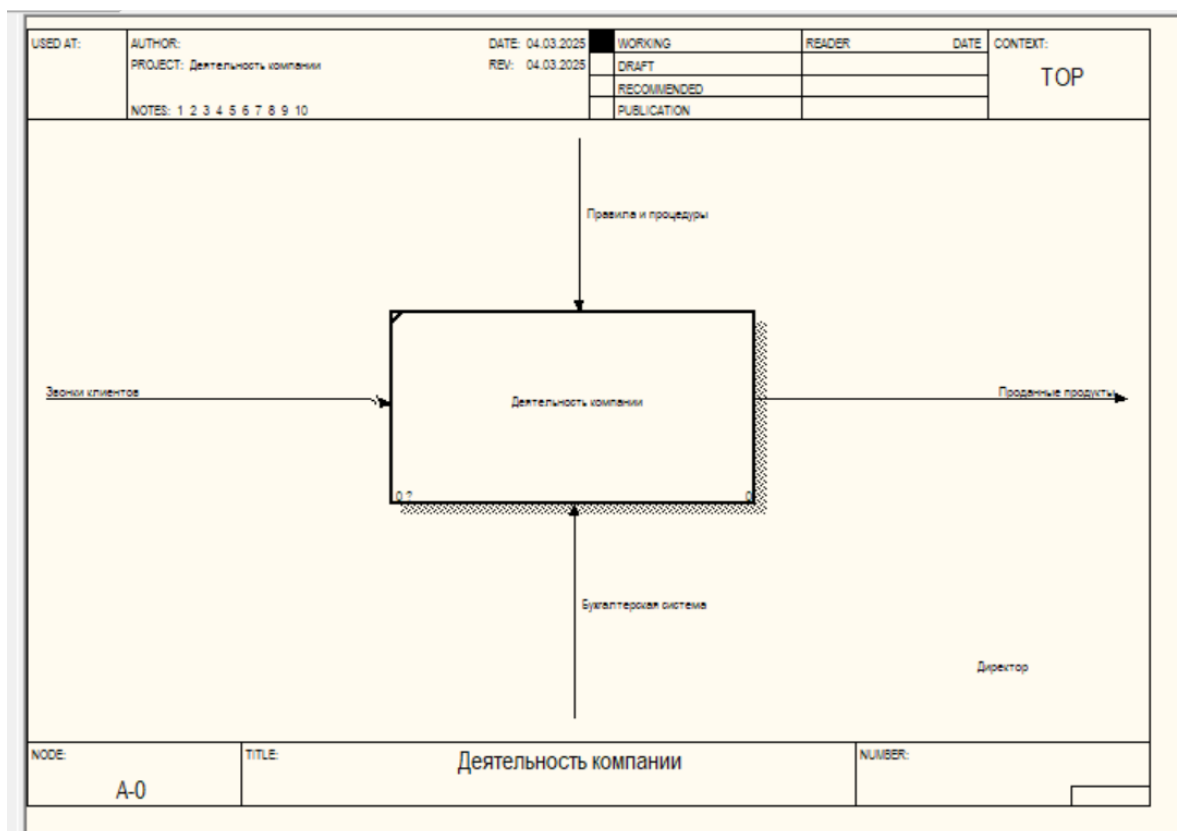 USED AT:
AUTHOR:
DATE: 04.03.2025
WORKING
READER
DATE
CONTEXT:
PROJECT: Деятельность компании
REV: 04.03.2025
DRAFT
TOP
RECOMMENDED
NOTES: 1 2 3 4 5 6 7 8 9 10
PUBLICATION
Правила и процедуры
Звонки клиентов
Деятельность компании
Проданные продукты
0 ?
0
Бухгалтерская система
Директор
NODE:
TITLE:
Деятельность компании
NUMBER:
A-0